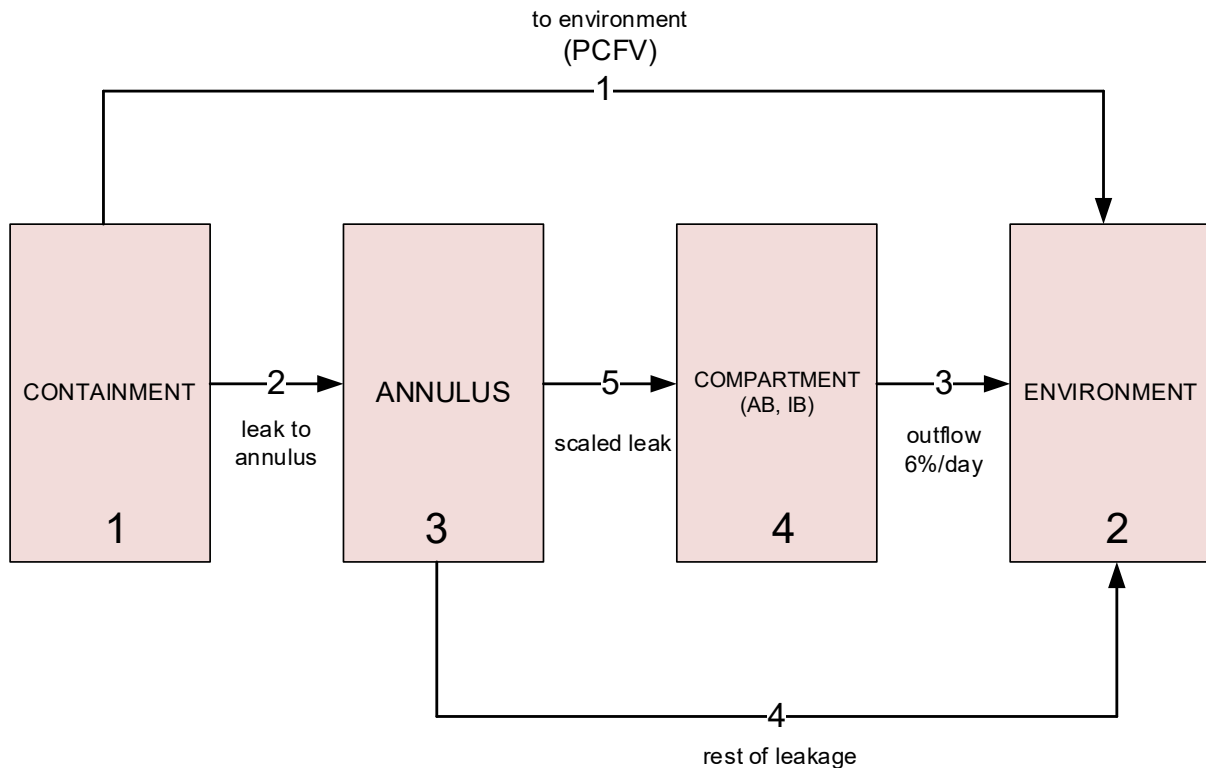 to environment
(PCFV)
1
CONTAINMENT
1
2
leak to
annulus
ANNULUS
3
5
scaled leak
COMPARTMENT
(AB, IB)
4
3
outflow
6%/day
ENVIRONMENT
2
4
rest of leakage